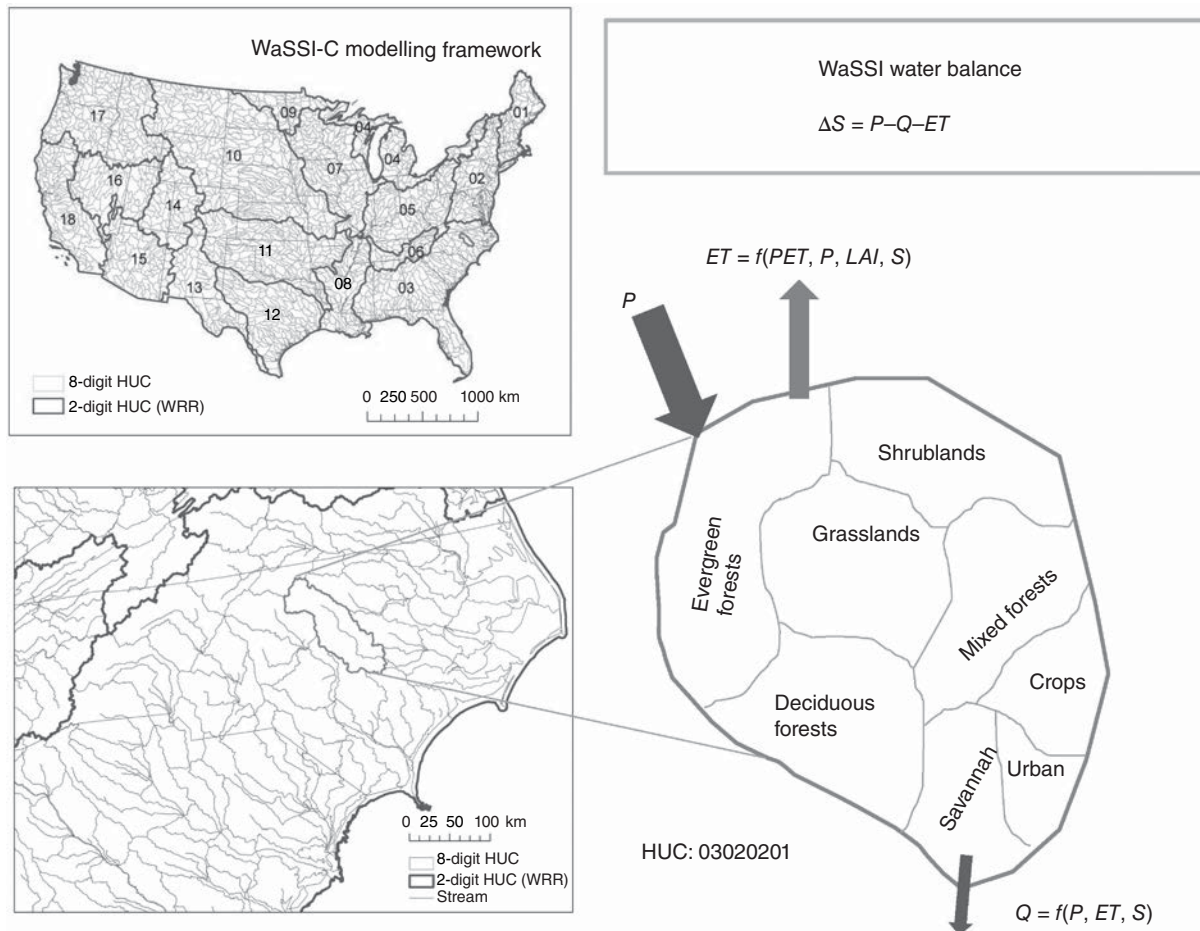 WaSSI-C modelling framework
17
09
01
04
10
04
07
02
16
14
05
18
11
06
15
13
08
03
12
8-digit HUC
2-digit HUC (WRR)
0 250 500 1000 km
WaSSI water balance
ΔS = P–Q–ET
ET = f(PET, P, LAI, S)
P
Shrublands
Grasslands
Evergreen
forests
Mixed forests
Crops
Deciduous
forests
Savannah
Urban
HUC: 03020201
Q = f(P, ET, S)
0 25 50 100 km
8-digit HUC
2-digit HUC (WRR)
Stream